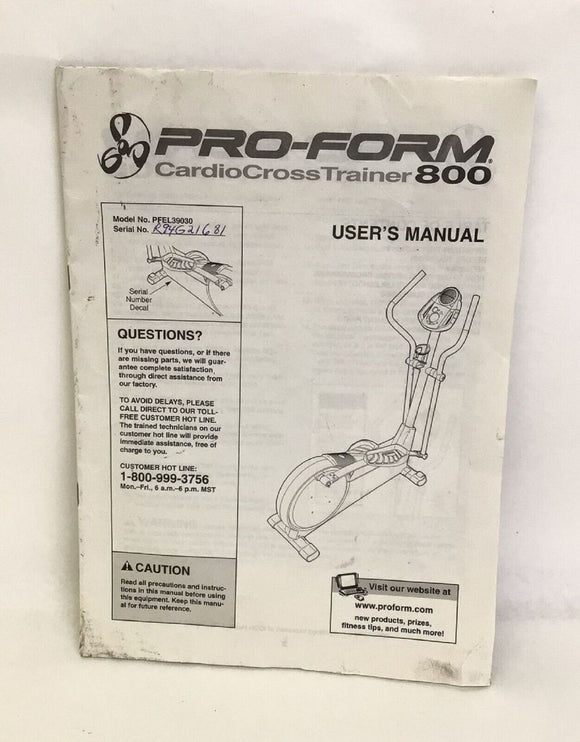 PRO-FORM®
CardioCrossTrainer 800
Model No. PFEL39030
Serial No. R94G21681
Serial
Number
Decal
USER'S MANUAL
QUESTIONS?
If you have questions, or if there
are missing parts, we will guar-
antee complete satisfaction
through direct assistance from
our factory.
TO AVOID DELAYS, PLEASE
CALL DIRECT TO OUR TOLL-
FREE CUSTOMER HOT LINE.
The trained technicians on our
customer hot line will provide
immediate assistance, free of
charge to you.
CUSTOMER HOT LINE:
1-800-999-3756
Mon.–Fri., 6 a.m.–6 p.m. MST
CAUTION
Read all precautions and instruc-
tions in this manual before using
this equipment. Keep this manu-
al for future reference.
Visit our website at
www.proform.com
new products, prizes,
fitness tips, and much more!